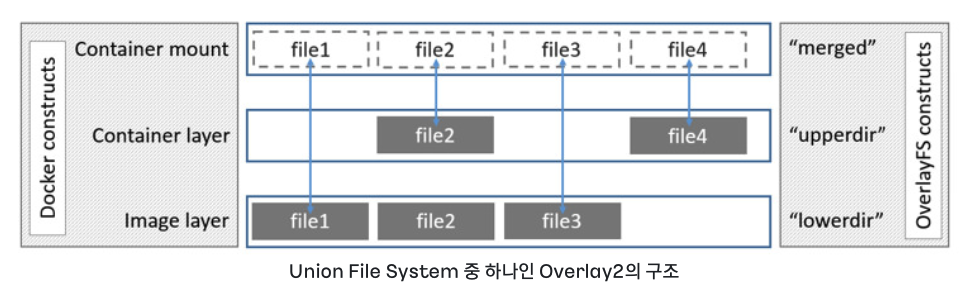 Docker constructs
Container mount
file1
file2
file3
file4
“merged”
Container layer
file2
file4
“upperdir”
Image layer
file1
file2
file3
“lowerdir”
OverlayFS constructs
Union File System 중 하나인 Overlay2의 구조